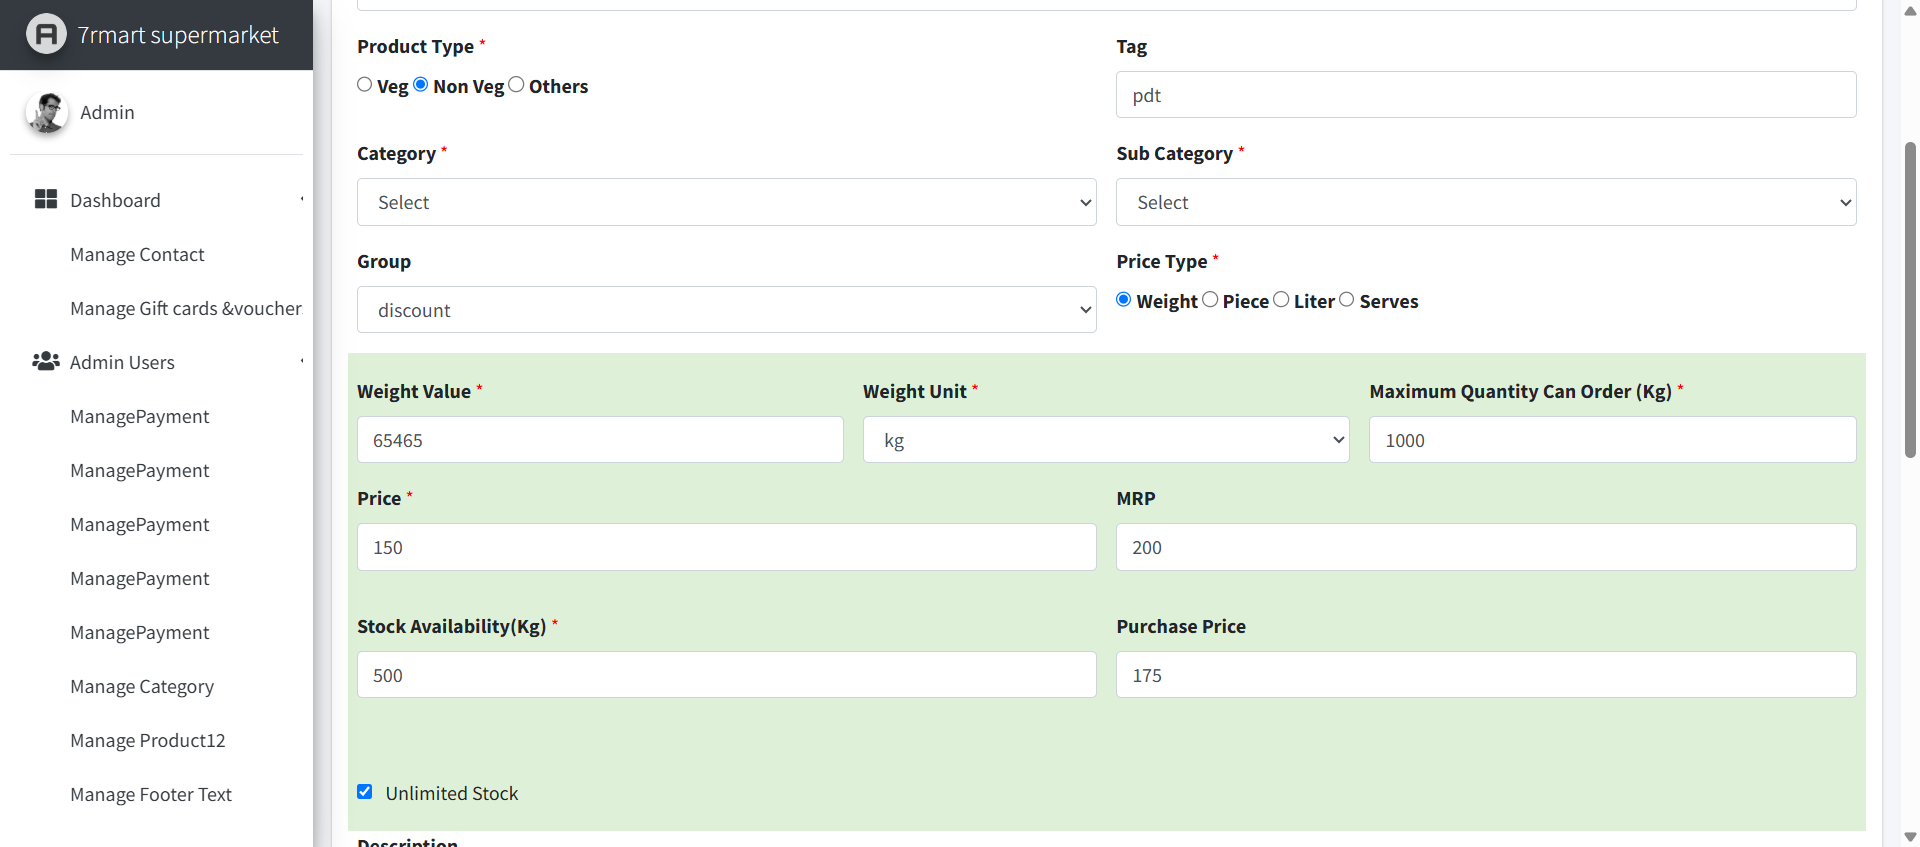 7rmart supermarket
Admin
Dashboard
Manage Contact
Manage Gift cards &voucher
Admin Users
ManagePayment
ManagePayment
ManagePayment
ManagePayment
ManagePayment
Manage Category
Manage Product12
Manage Footer Text
Product Type *
Veg Non Veg Others
Tag
pdt
Category *
Select
Sub Category *
Select
Group
discount
Price Type *
Weight Piece Liter Serves
Weight Value *
65465
Weight Unit *
kg
Maximum Quantity Can Order (Kg) *
1000
Price *
150
MRP
200
Stock Availability(Kg) *
500
Purchase Price
175
Unlimited Stock
Description